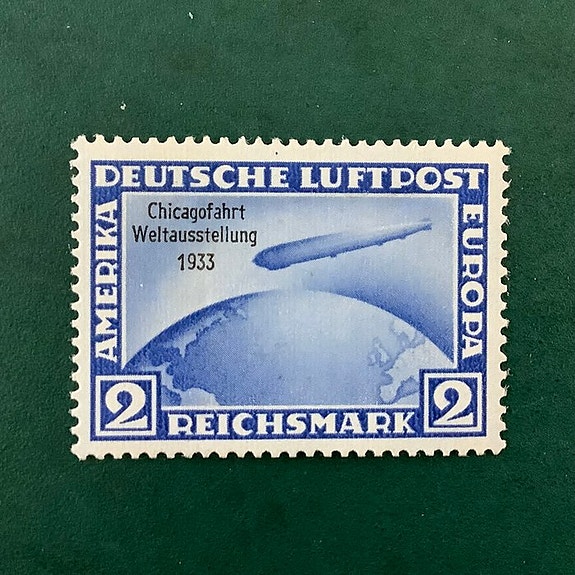 DEUTSCHE LUFTPOST
AMERIKA
Chicagofahrt
Weltausstellung
1933
EUROPA
2
REICHSMARK
2